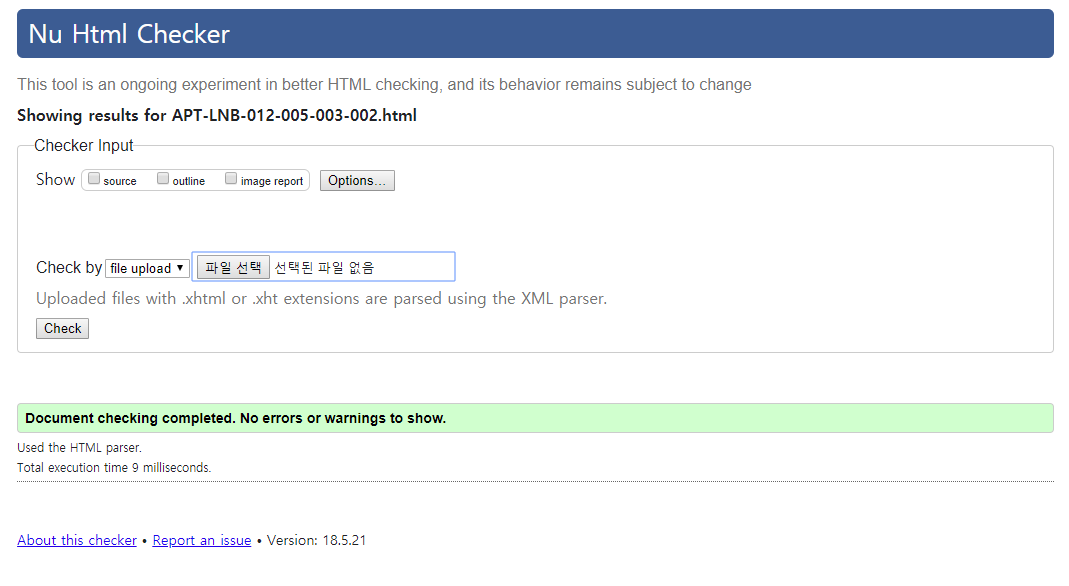 Nu Html Checker
This tool is an ongoing experiment in better HTML checking, and its behavior remains subject to change
Showing results for APT-LNB-012-005-003-002.html
Checker Input
Show source outline image report Options...
Check by file upload 파일 선택 선택된 파일 없음
Uploaded files with .xhtml or .xht extensions are parsed using the XML parser.
Check
Document checking completed. No errors or warnings to show.
Used the HTML parser.
Total execution time 9 milliseconds.
About this checker • Report an issue • Version: 18.5.21